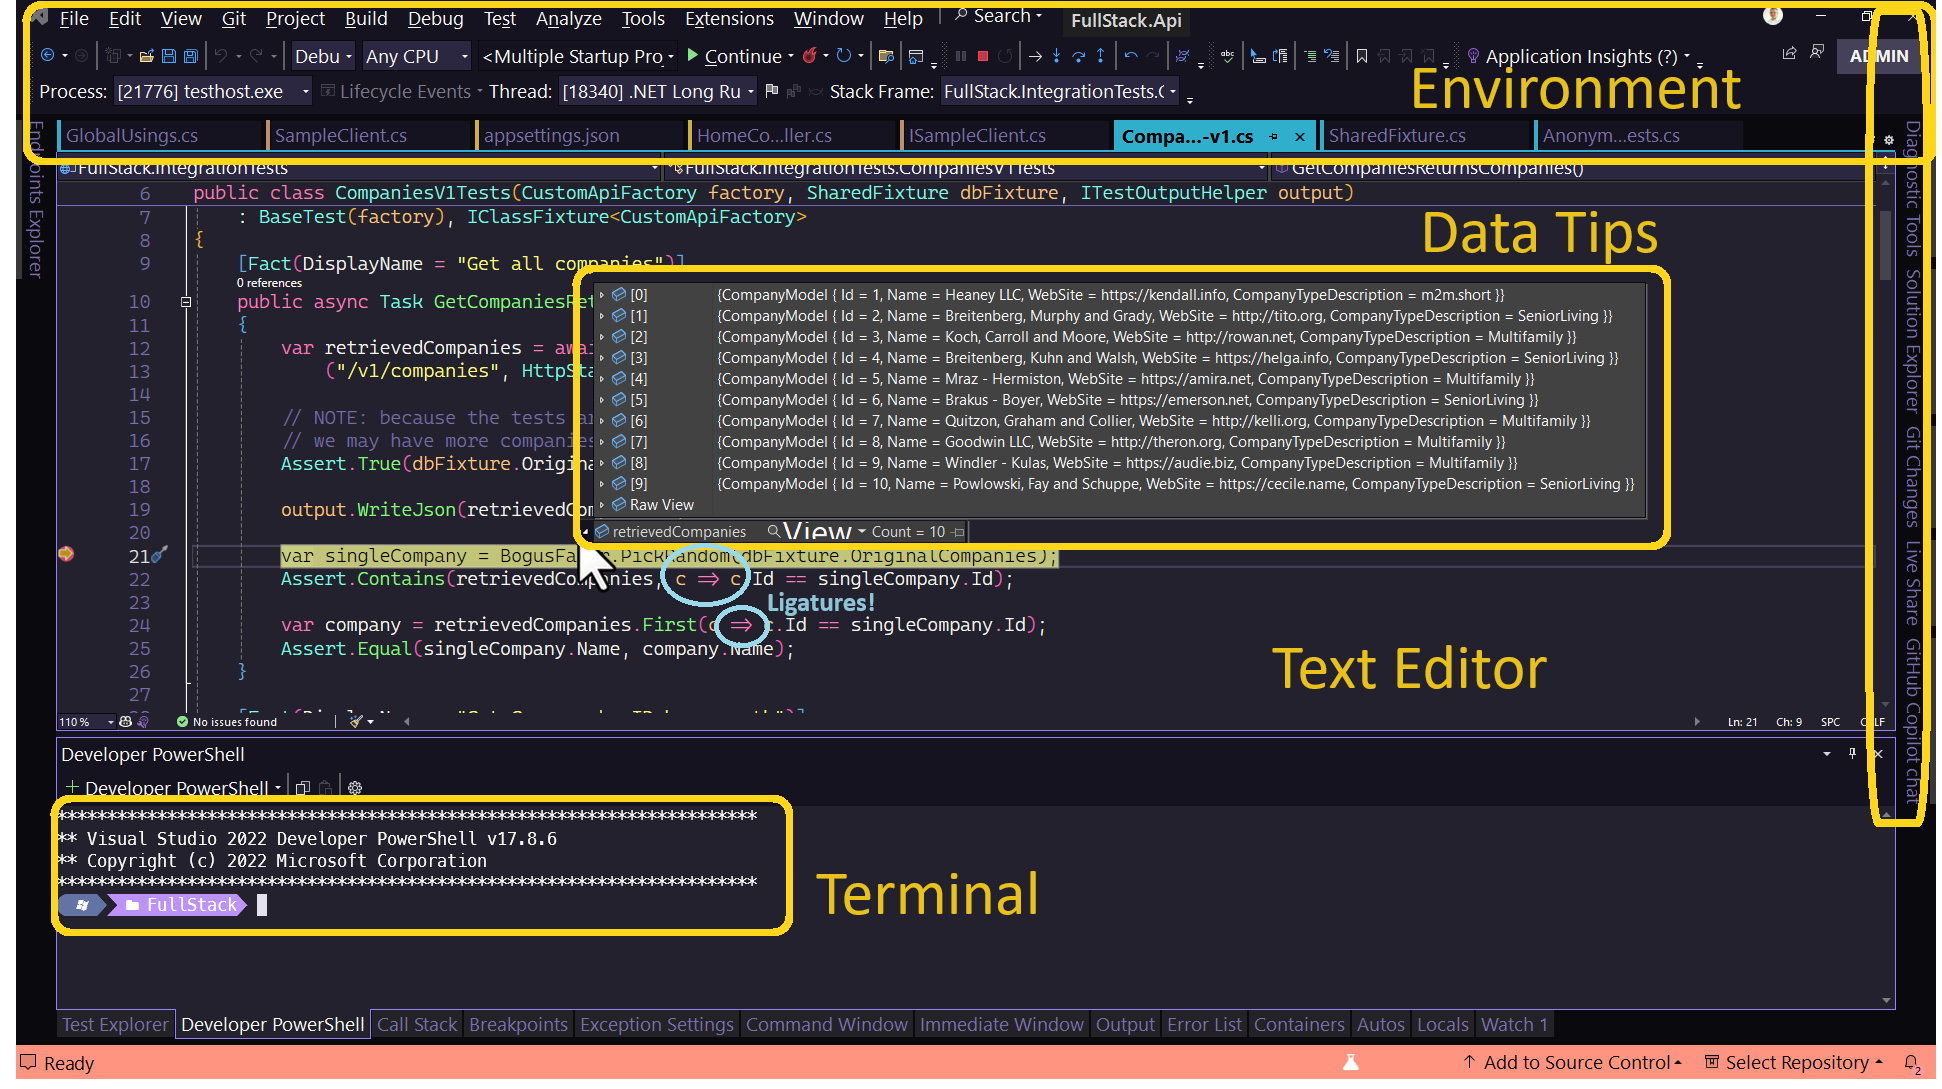 File Edit View Git Project Build Debug Test Analyze Tools Extensions Window Help Search FullStack.Api
Debu Any CPU <Multiple Startup Pro Continue Application Insights (?) ADMIN
Process: [21776] testhost.exe Lifecycle Events Thread: [18340] .NET Long Ru Stack Frame: FullStack.IntegrationTests.C
Environment
GlobalUsings.cs SampleClient.cs appsettings.json HomeCo...ller.cs ISampleClient.cs Compa...-v1.cs SharedFixture.cs Anonym...ests.cs
Endpoints Explorer
FullStack.IntegrationTests FullStack.IntegrationTests.CompaniesV1Tests GetCompaniesReturnsCompanies()
6 public class CompaniesV1Tests(CustomApiFactory factory, SharedFixture dbFixture, ITestOutputHelper output)
7 : BaseTest(factory), IClassFixture<CustomApiFactory>
8 {
Data Tips
9 [Fact(DisplayName = "Get all companies")]
0 references
10 public async Task GetCompaniesRet
11 {
12 var retrievedCompanies = awai
13 ("/v1/companies", HttpSta
14
15 // NOTE: because the tests ar
16 // we may have more companies
17 Assert.True(dbFixture.Origina
18
19 output.WriteJson(retrievedCom
20
[0] {CompanyModel { Id = 1, Name = Heaney LLC, WebSite = https://kendall.info, CompanyTypeDescription = m2m.short }}
[1] {CompanyModel { Id = 2, Name = Breitenberg, Murphy and Grady, WebSite = http://tito.org, CompanyTypeDescription = SeniorLiving }}
[2] {CompanyModel { Id = 3, Name = Koch, Carroll and Moore, WebSite = http://rowan.net, CompanyTypeDescription = Multifamily }}
[3] {CompanyModel { Id = 4, Name = Breitenberg, Kuhn and Walsh, WebSite = https://helga.info, CompanyTypeDescription = SeniorLiving }}
[4] {CompanyModel { Id = 5, Name = Mraz - Hermiston, WebSite = https://amira.net, CompanyTypeDescription = Multifamily }}
[5] {CompanyModel { Id = 6, Name = Brakus - Boyer, WebSite = https://emerson.net, CompanyTypeDescription = SeniorLiving }}
[6] {CompanyModel { Id = 7, Name = Quitzon, Graham and Collier, WebSite = http://kelli.org, CompanyTypeDescription = Multifamily }}
[7] {CompanyModel { Id = 8, Name = Goodwin LLC, WebSite = http://theron.org, CompanyTypeDescription = Multifamily }}
[8] {CompanyModel { Id = 9, Name = Windler - Kulas, WebSite = https://audie.biz, CompanyTypeDescription = Multifamily }}
[9] {CompanyModel { Id = 10, Name = Powlowski, Fay and Schuppe, WebSite = https://cecile.name, CompanyTypeDescription = SeniorLiving }}
Raw View
retrievedCompanies View Count = 10
21 var singleCompany = BogusFa .PickRandom(dbFixture.OriginalCompanies);
22 Assert.Contains(retrievedCompanies, c => c.Id == singleCompany.Id);
23
Ligatures!
24 var company = retrievedCompanies.First(c => c.Id == singleCompany.Id);
25 Assert.Equal(singleCompany.Name, company.Name);
26 }
27
Text Editor
110 % No issues found Ln: 21 Ch: 9 SPC
Diagnostic Tools
Solution Explorer
Git Changes
Live Share
GitHub Copilot chat
Developer PowerShell
+ Developer PowerShell
**********************************************************************
** Visual Studio 2022 Developer PowerShell v17.8.6
** Copyright (c) 2022 Microsoft Corporation
**********************************************************************
FullStack
Terminal
Test Explorer Developer PowerShell Call Stack Breakpoints Exception Settings Command Window Immediate Window Output Error List Containers Autos Locals Watch 1
Ready Add to Source Control Select Repository 2